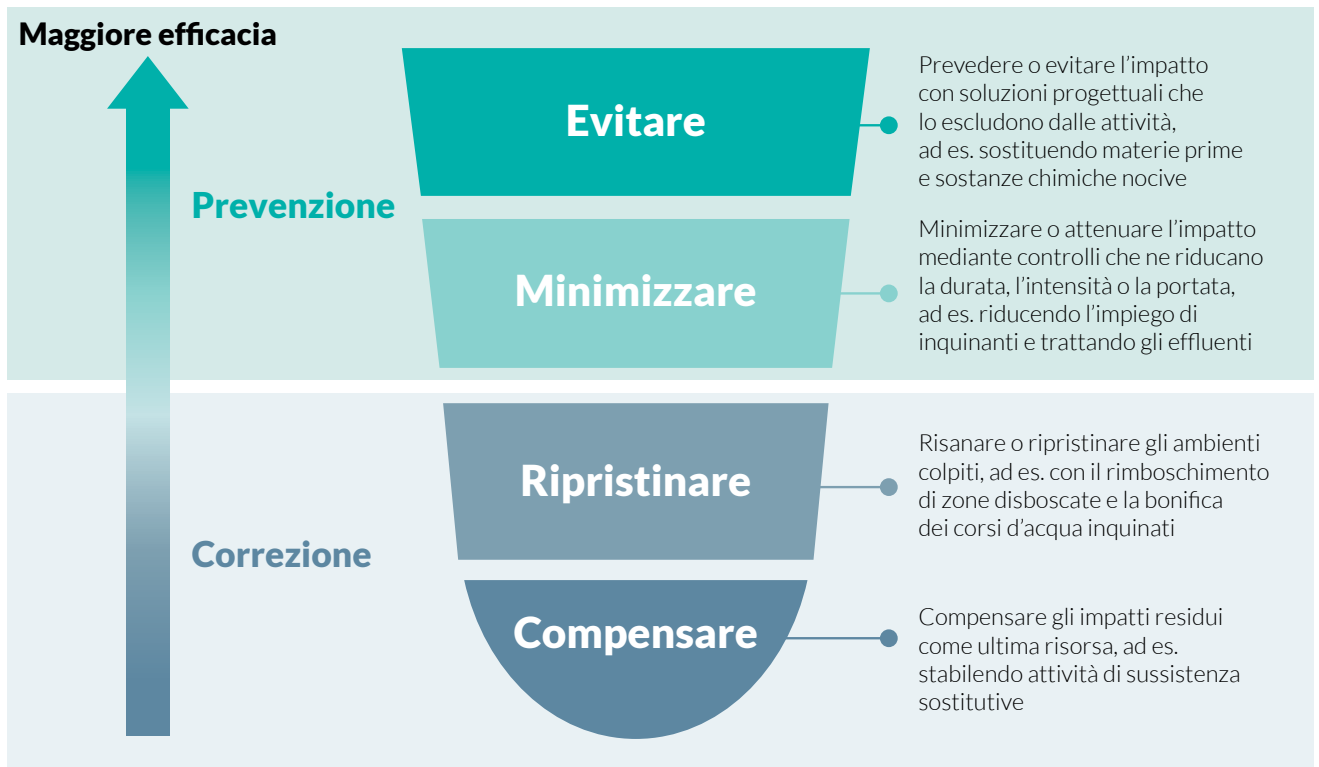 Maggiore efficacia
Evitare
Prevedere o evitare l’impatto
con soluzioni progettuali che
lo escludono dalle attività,
ad es. sostituendo materie prime
e sostanze chimiche nocive
Prevenzione
Minimizzare
Minimizzare o attenuare l’impatto
mediante controlli che ne riducano
la durata, l’intensità o la portata,
ad es. riducendo l’impiego di
inquinanti e trattando gli effluenti
Ripristinare
Risanare o ripristinare gli ambienti
colpiti, ad es. con il rimboschimento
di zone disboscate e la bonifica
dei corsi d’acqua inquinati
Correzione
Compensare
Compensare gli impatti residui
come ultima risorsa, ad es.
stabilendo attività di sussistenza
sostitutive